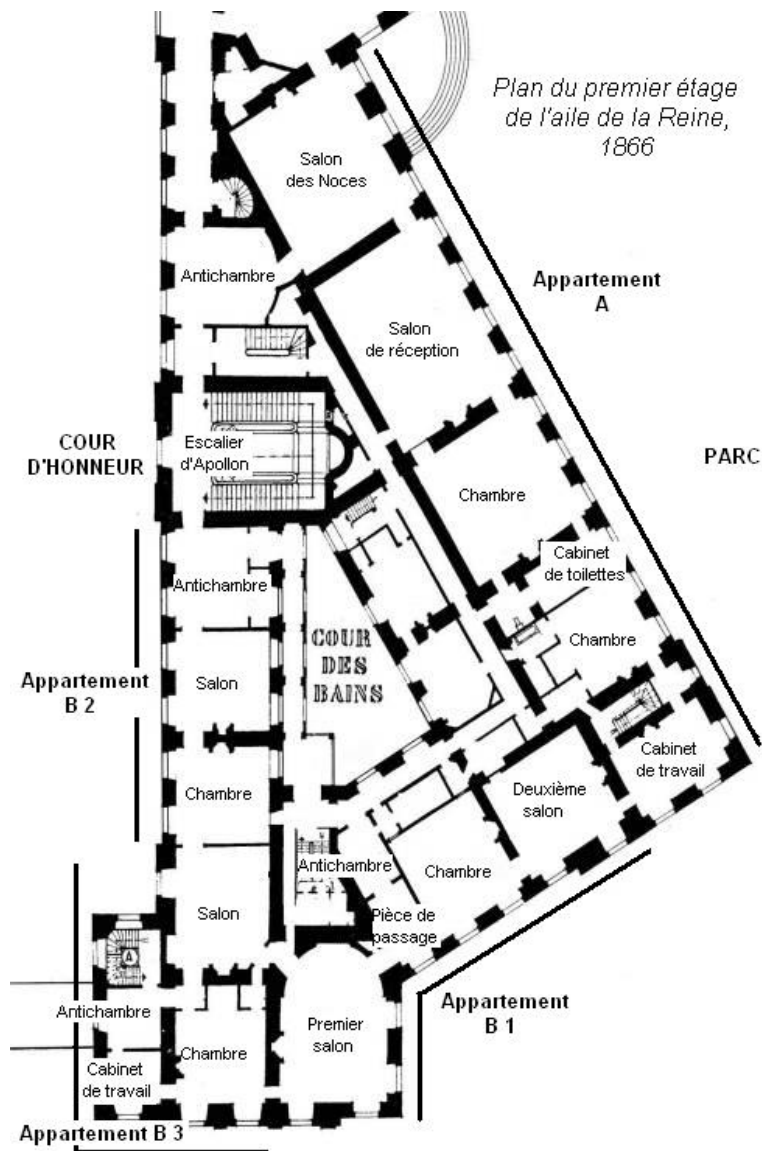 Plan du premier étage
de l'aile de la Reine,
1866
Salon
des Noces
Antichambre
Appartement
A
Salon
de réception
COUR
D'HONNEUR
Escalier
d'Apollon
PARC
Chambre
Cabinet
de toilettes
Antichambre
Chambre
COUR
DES
BAINS
Appartement
B 2
Salon
Cabinet
de travail
Chambre
Deuxième
salon
Antichambre
Chambre
Salon
Pièce de
passage
A
Antichambre
Appartement
B 1
Premier
salon
Chambre
Cabinet
de travail
Appartement B 3